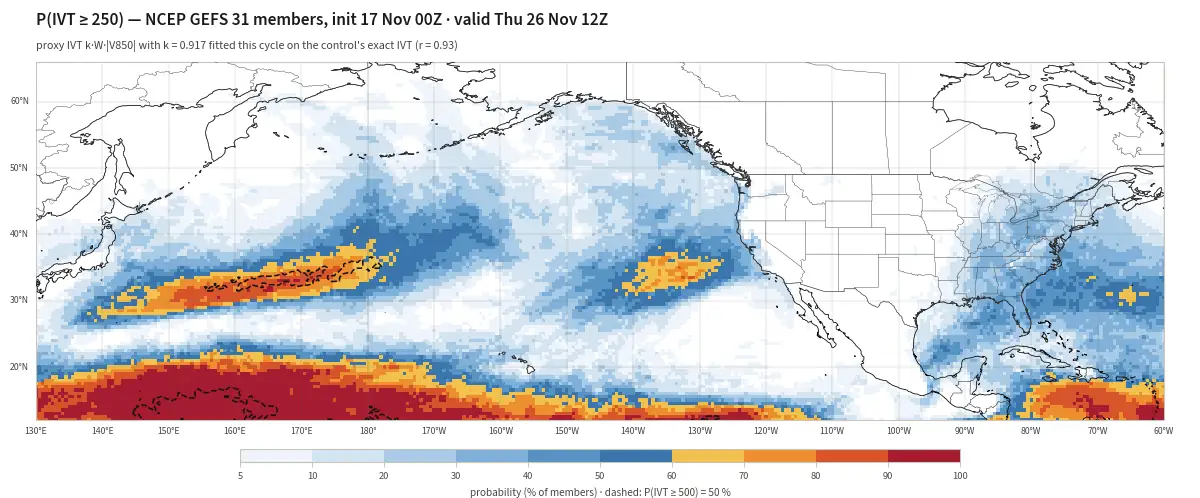 P(IVT ≥ 250) — NCEP GEFS 31 members, init 17 Nov 00Z · valid Thu 26 Nov 12Z
proxy IVT k·W·|V850| with k = 0.917 fitted this cycle on the control's exact IVT (r = 0.93)
60°N
50°N
40°N
30°N
20°N
130°E 140°E 150°E 160°E 170°E 180° 170°W 160°W 150°W 140°W 130°W 120°W 110°W 100°W 90°W 80°W 70°W 60°W
5 10 20 30 40 50 60 70 80 90 100
probability (% of members) · dashed: P(IVT ≥ 500) = 50 %